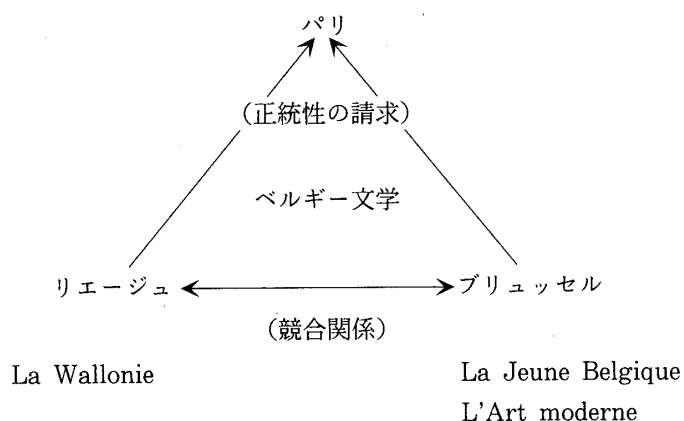 パリ
(正統性の請求)
ベルギー文学
リエージュ
ブリュッセル
(競合関係)
La Wallonie
La Jeune Belgique
L'Art moderne